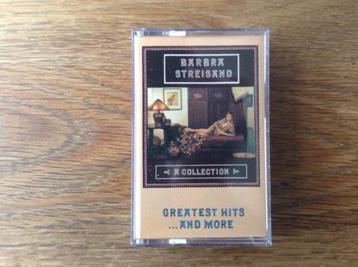 BARBRA
STREISAND
A COLLECTION
GREATEST HITS
...AND MORE